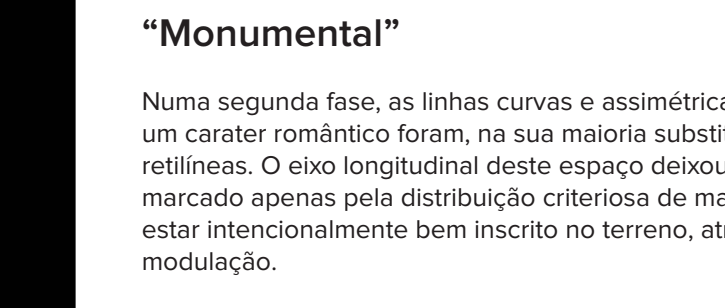 “Monumental”
Numa segunda fase, as linhas curvas e
um carater romântico foram, na sua maioria
retilíneas. O eixo longitudinal deste espaço deixou
marcado apenas pela distribuição criteriosa de
estar intencionalmente bem inscrito no terreno,
modulação.